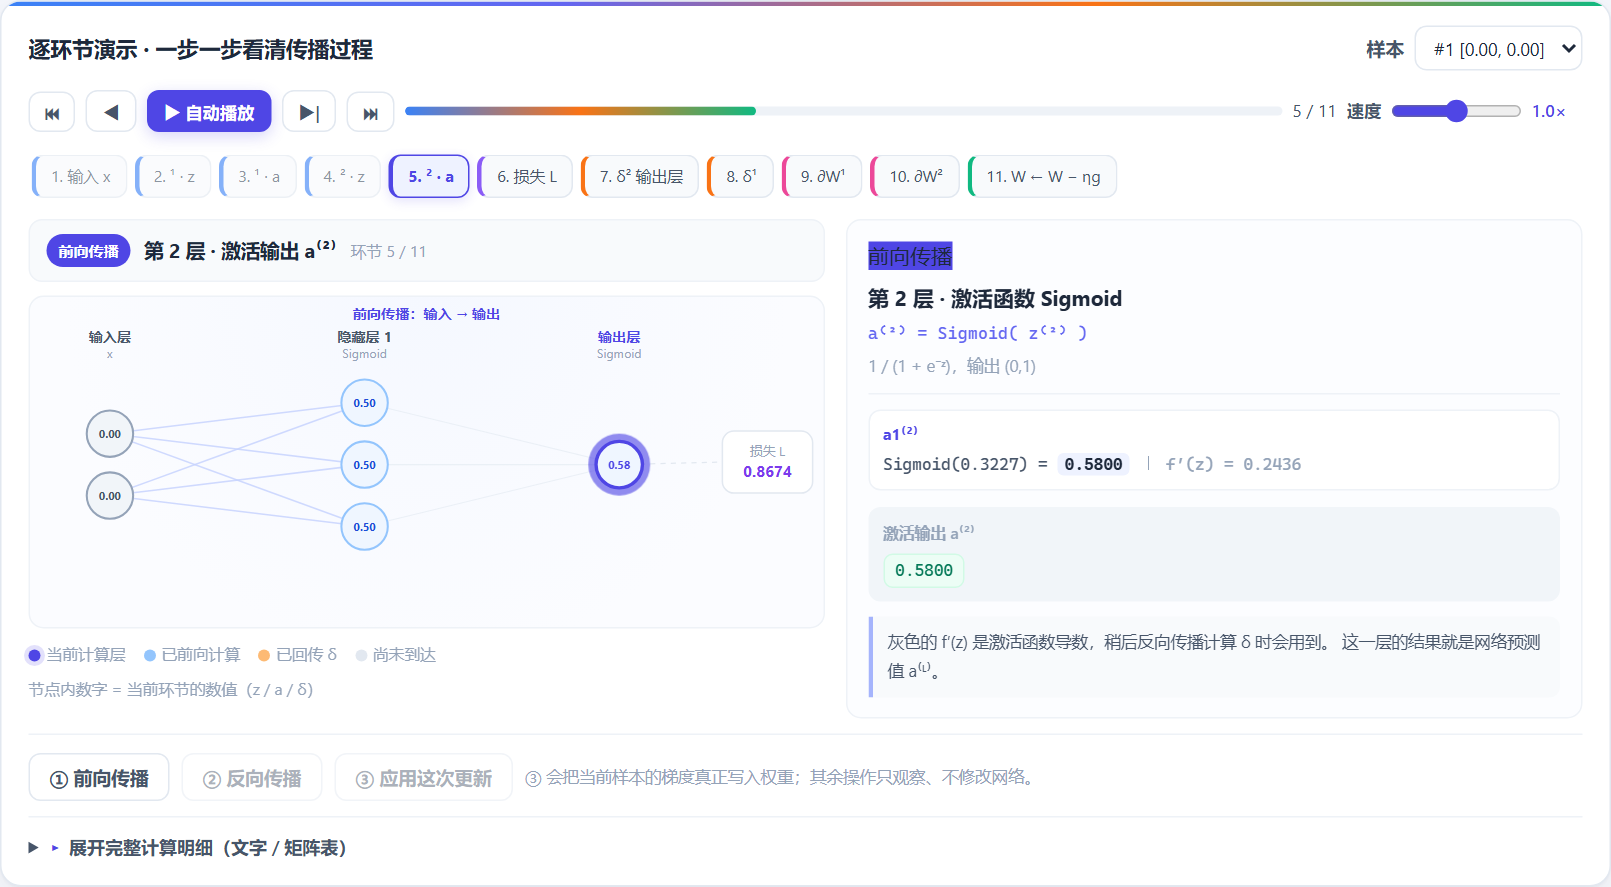 逐环节演示 · 一步一步看清传播过程
样本 #1 [0.00, 0.00]
⏮ ◀ ▶ 自动播放 ▶| ⏭ 5 / 11 速度 1.0×
1. 输入 x
2. ¹ · z
3. ¹ · a
4. ² · z
5. ² · a
6. 损失 L
7. δ² 输出层
8. δ¹
9. ∂W¹
10. ∂W²
11. W ← W − ηg
前向传播 第 2 层 · 激活输出 a⁽²⁾ 环节 5 / 11
前向传播：输入 → 输出
输入层
x
隐藏层 1
Sigmoid
输出层
Sigmoid
0.00
0.00
0.50
0.50
0.50
0.58
损失 L
0.8674
当前计算层 已前向计算 已回传 δ 尚未到达
节点内数字 = 当前环节的数值（z / a / δ）
前向传播
第 2 层 · 激活函数 Sigmoid
a⁽²⁾ = Sigmoid( z⁽²⁾ )
1 / (1 + e⁻ᶻ)，输出 (0,1)
a1⁽²⁾
Sigmoid(0.3227) = 0.5800 | f′(z) = 0.2436
激活输出 a⁽²⁾
0.5800
灰色的 f′(z) 是激活函数导数，稍后反向传播计算 δ 时会用到。 这一层的结果就是网络预测
值 a⁽ᴸ⁾。
① 前向传播 ② 反向传播 ③ 应用这次更新 ③ 会把当前样本的梯度真正写入权重；其余操作只观察、不修改网络。
▶ ▸ 展开完整计算明细（文字 / 矩阵表）